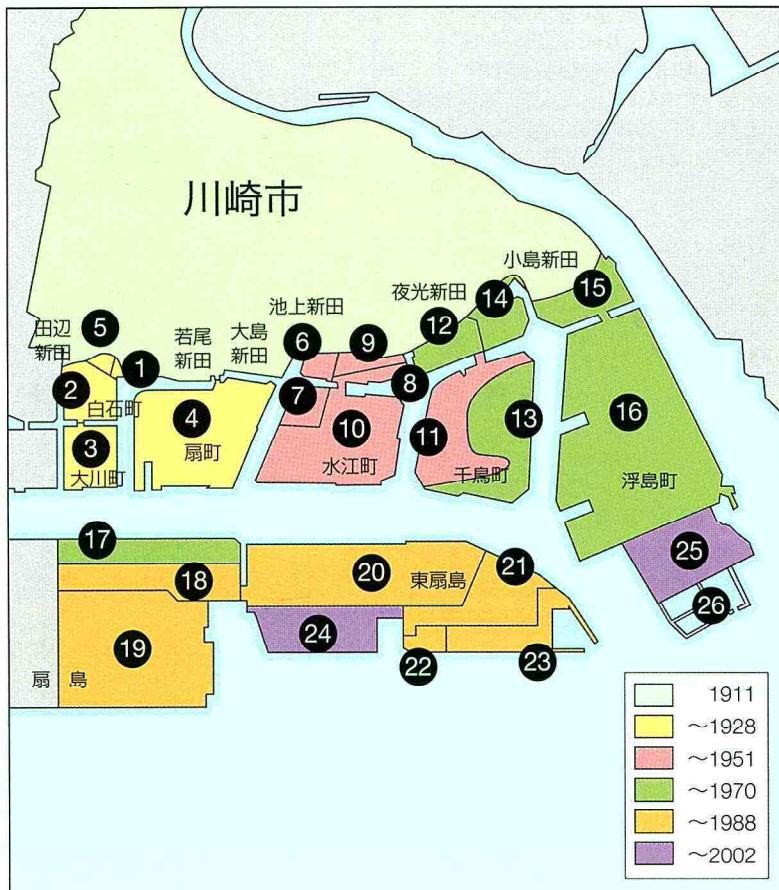 川崎市
小島新田
15
夜光新田
14
池上新田
12
大島
新田
若尾
新田
田辺
新田
5
6
9
1
2
白石町
7
8
3
大川町
4
扇町
10
水江町
11
13
千鳥町
16
浮島町
17
18
20
東扇島
21
25
26
19
24
22
23
扇島
1911
~1928
~1951
~1970
~1988
~2002